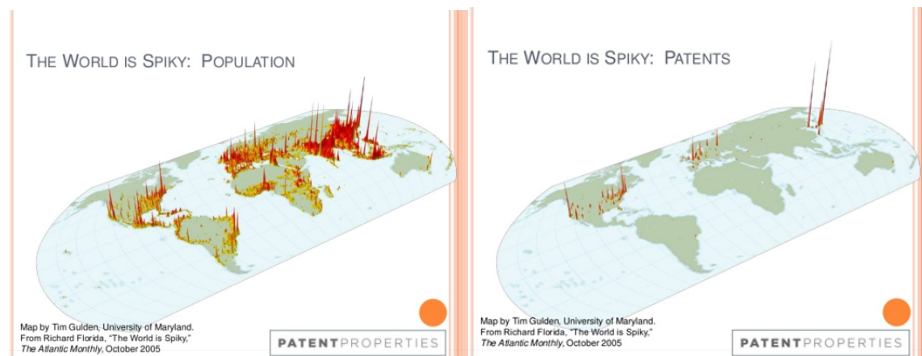 THE WORLD IS SPIKY: POPULATION
Map by Tim Gulden, University of Maryland.
From Richard Florida, “The World is Spiky,”
The Atlantic Monthly, October 2005
PATENTPROPERTIES
THE WORLD IS SPIKY: PATENTS
Map by Tim Gulden, University of Maryland.
From Richard Florida, “The World is Spiky,”
The Atlantic Monthly, October 2005
PATENTPROPERTIES